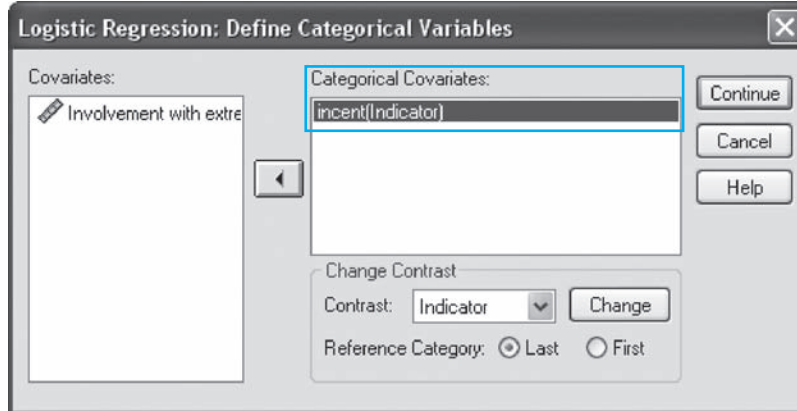 Logistic Regression: Define Categorical Variables
Covariates:
Involvement with extre
Categorical Covariates:
incent(Indicator)
Continue
Cancel
Help
Change Contrast
Contrast: Indicator Change
Reference Category: Last First